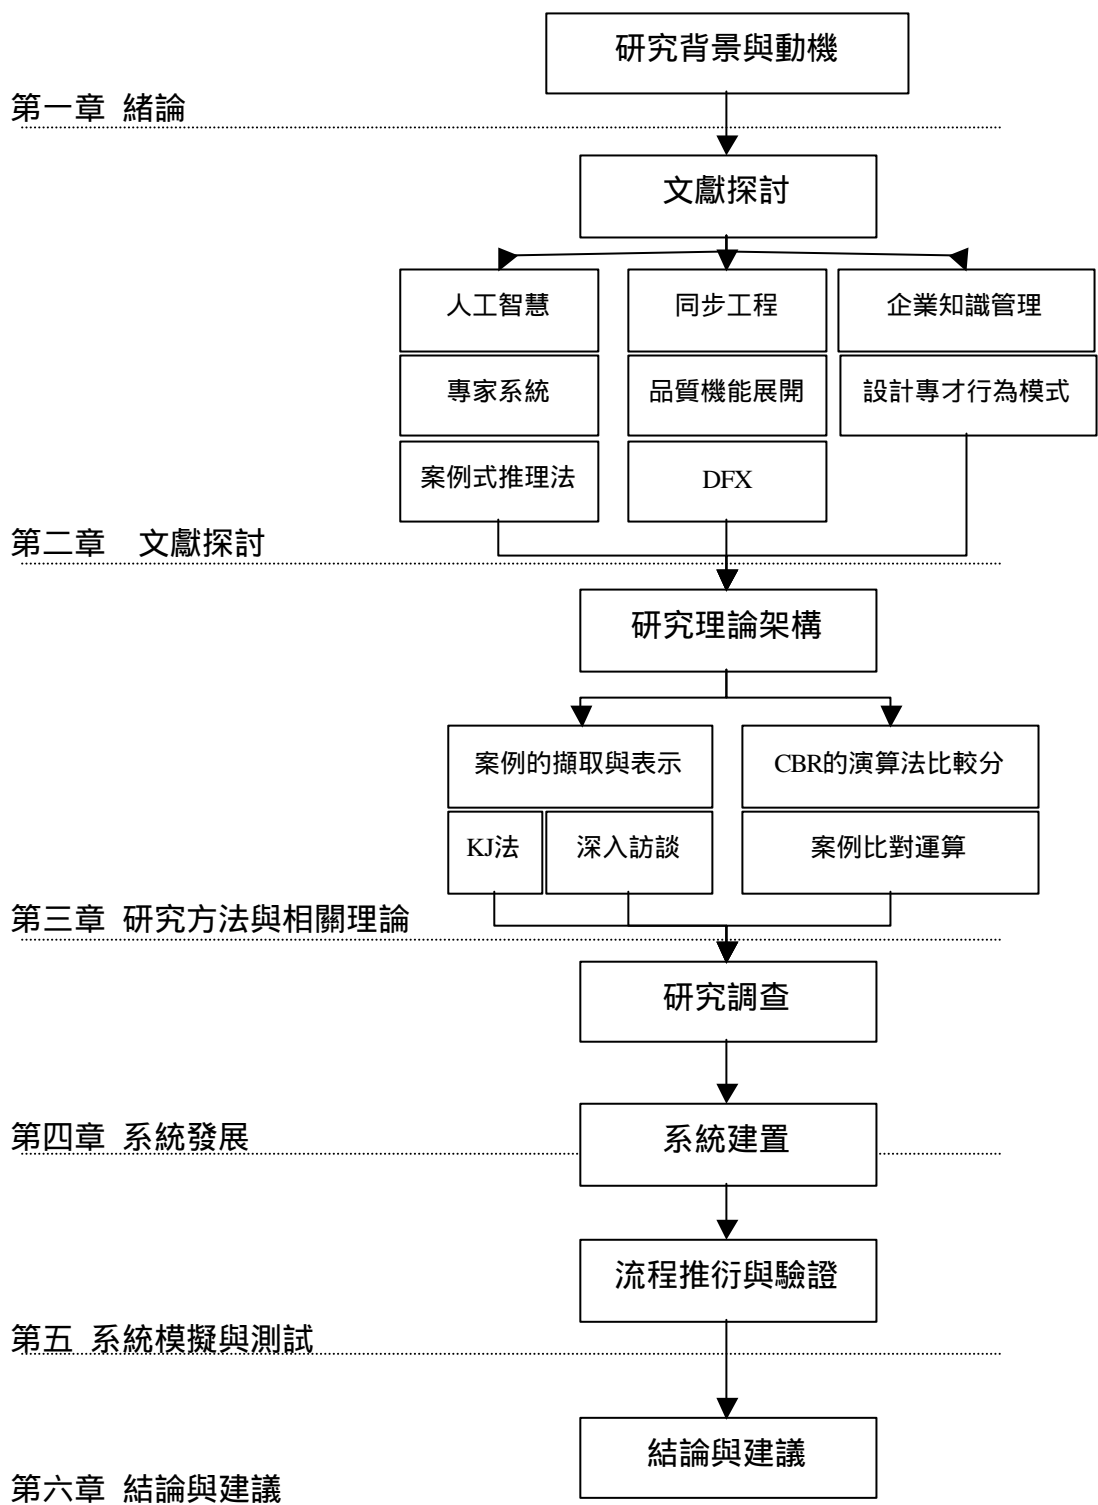 研究背景與動機
第一章 緒論
文獻探討
人工智慧
同步工程
企業知識管理
專家系統
品質機能展開
設計專才行為模式
案例式推理法
DFX
第二章 文獻探討
研究理論架構
案例的擷取與表示
CBR的演算法比較分
KJ法
深入訪談
案例比對運算
第三章 研究方法與相關理論
研究調查
第四章 系統發展
系統建置
流程推衍與驗證
第五 系統模擬與測試
結論與建議
第六章 結論與建議